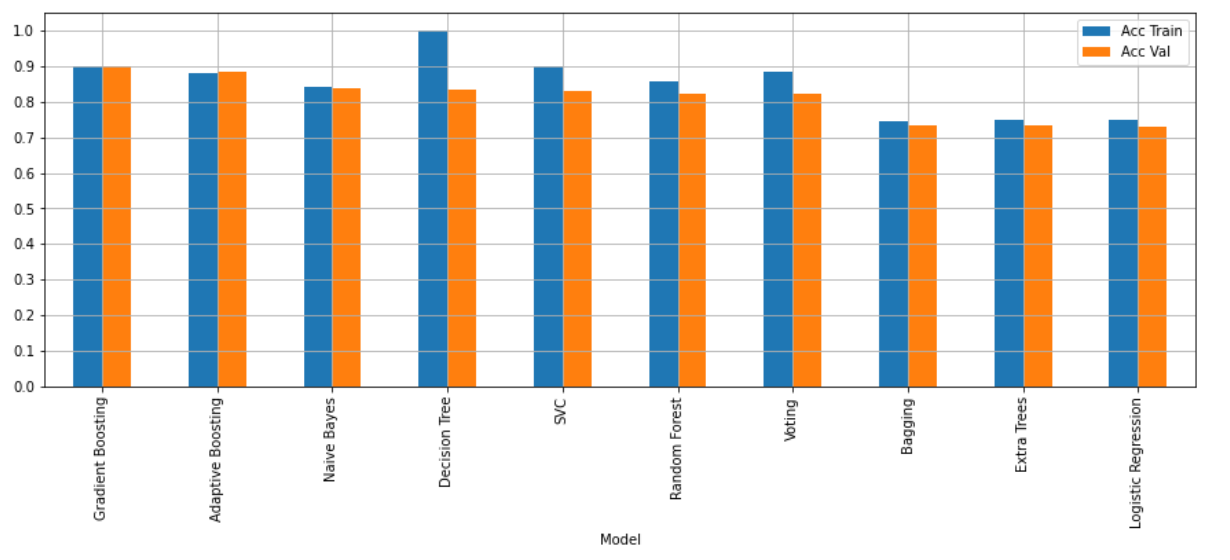 1.0
0.9
0.8
0.7
0.6
0.5
0.4
0.3
0.2
0.1
0.0
Acc Train
Acc Val
Gradient Boosting
Adaptive Boosting
Naive Bayes
Decision Tree
SVC
Random Forest
Voting
Bagging
Extra Trees
Logistic Regression
Model